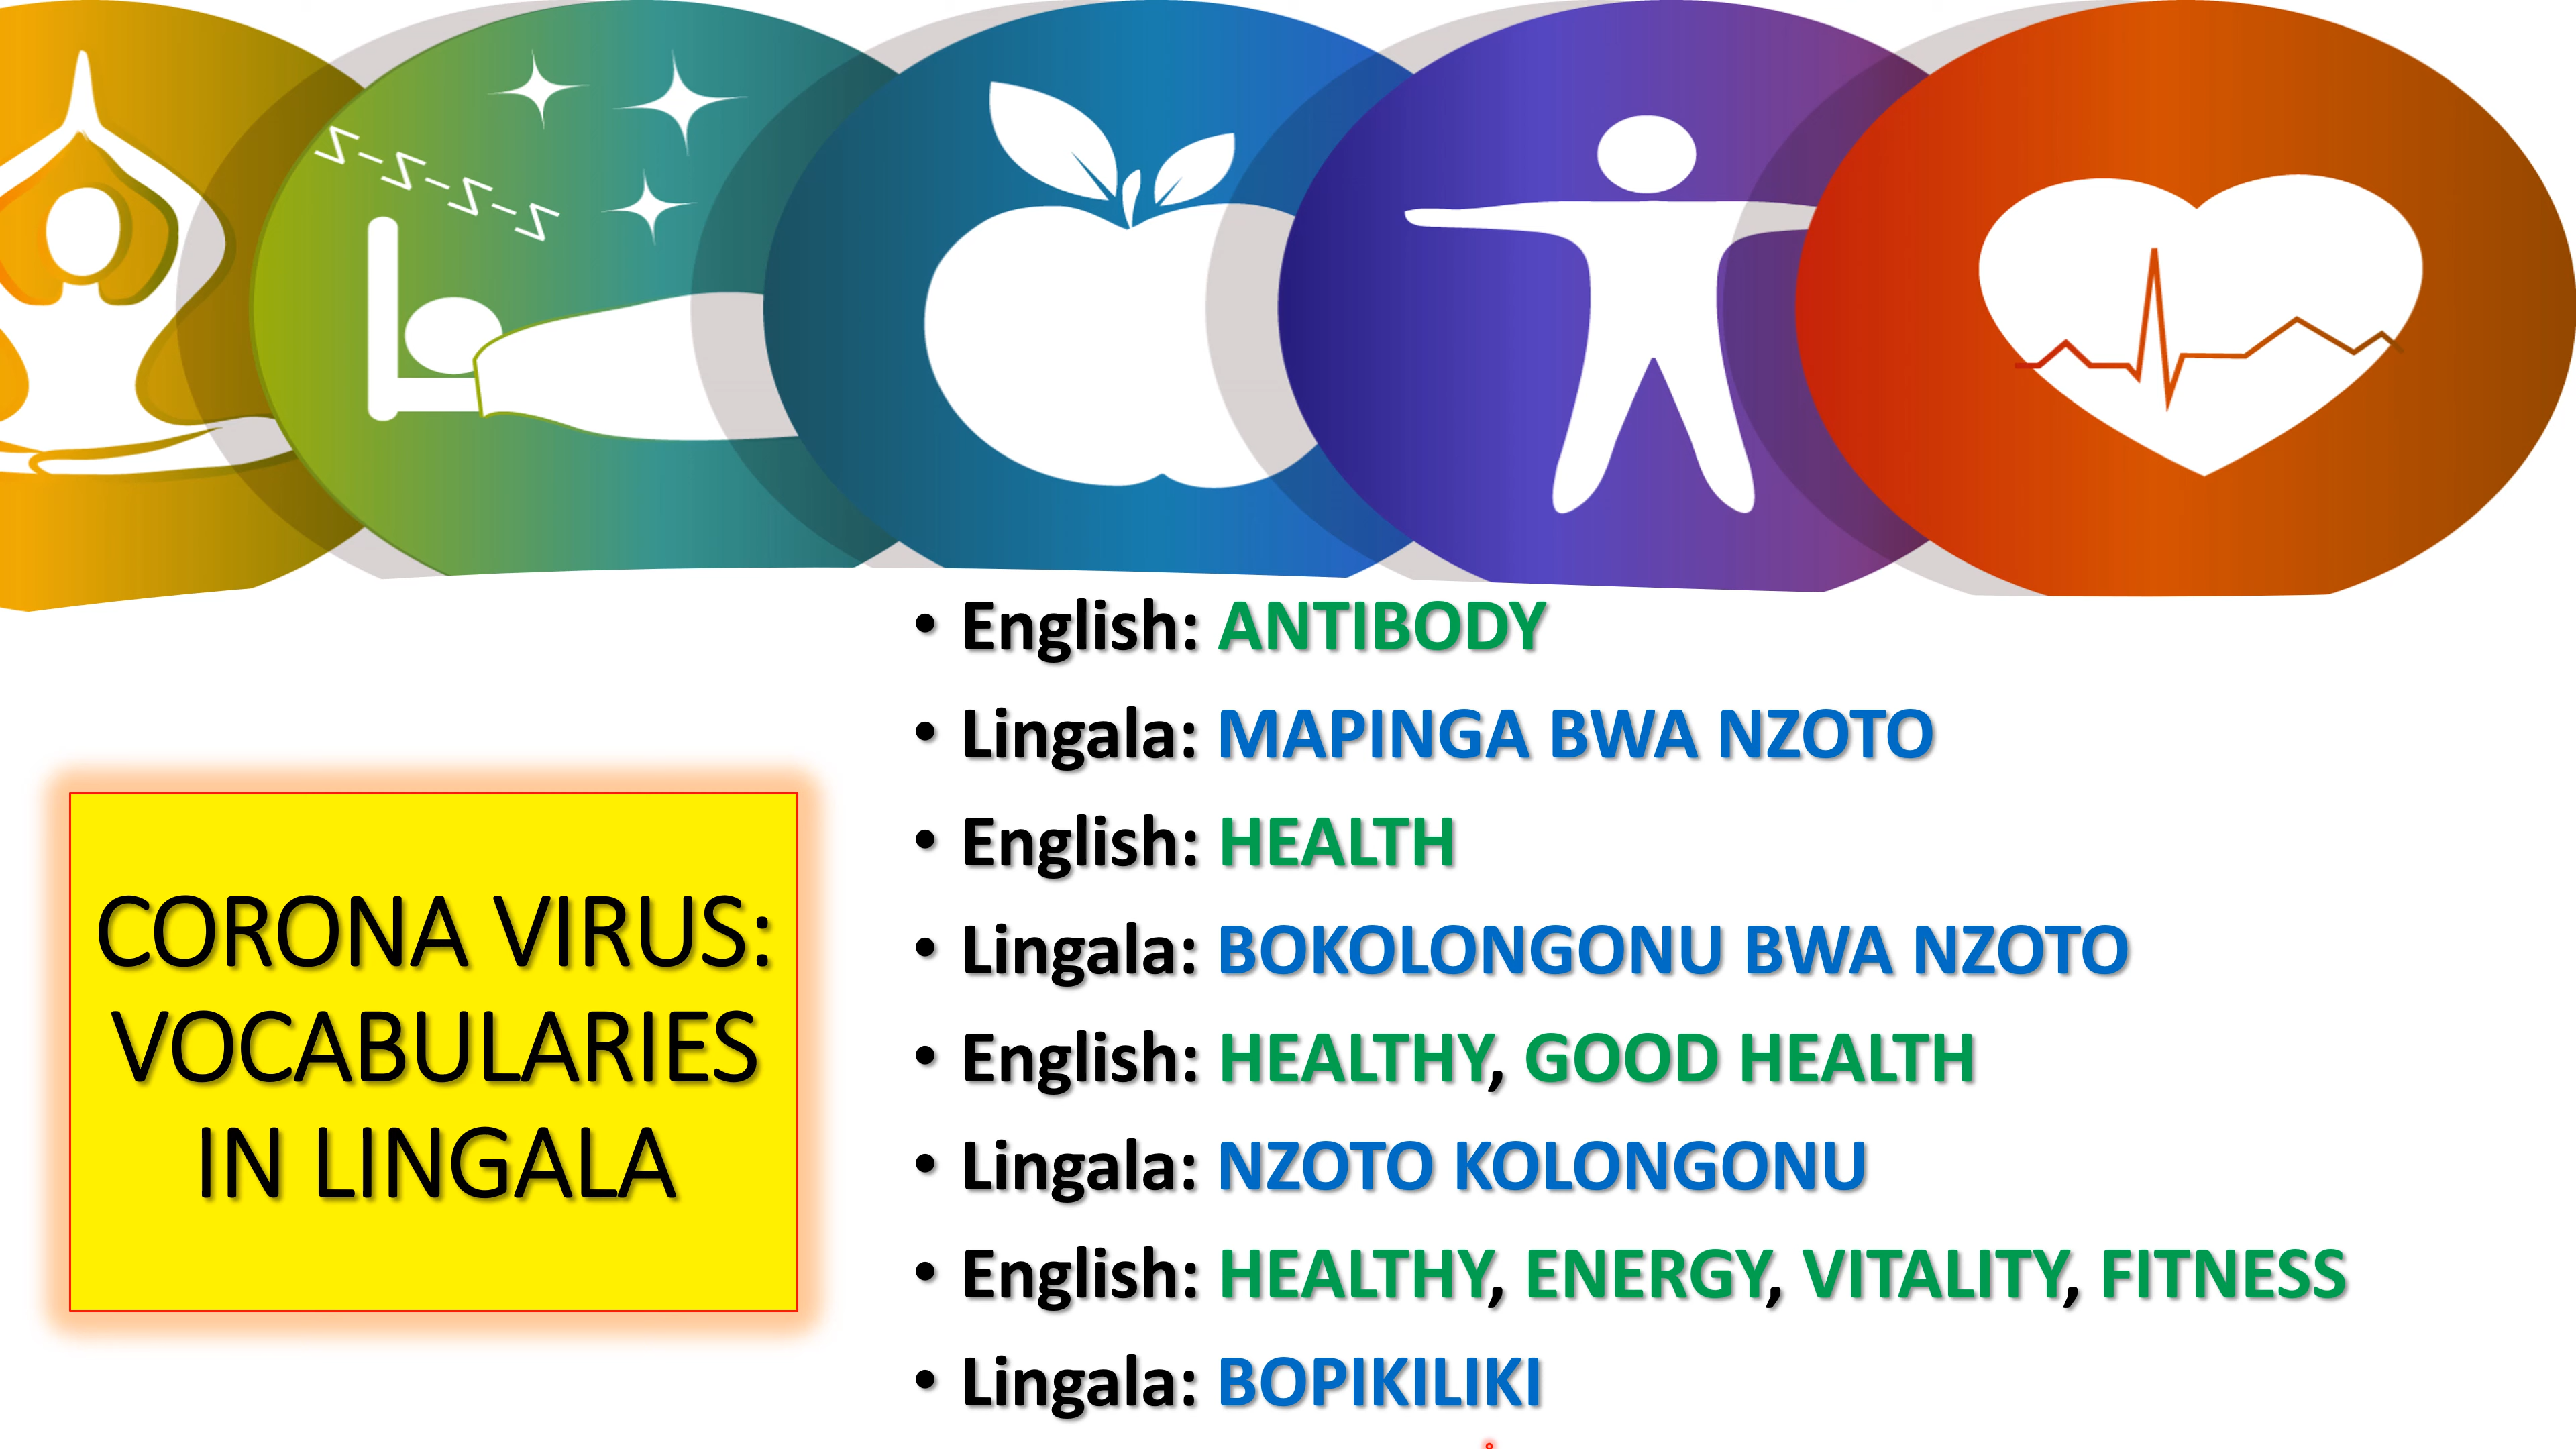 CORONA VIRUS:
VOCABULARIES
IN LINGALA
• English: ANTIBODY
• Lingala: MAPINGA BWA NZOTO
• English: HEALTH
• Lingala: BOKOLONGONU BWA NZOTO
• English: HEALTHY, GOOD HEALTH
• Lingala: NZOTO KOLONGONU
• English: HEALTHY, ENERGY, VITALITY, FITNESS
• Lingala: BOPIKILIKI